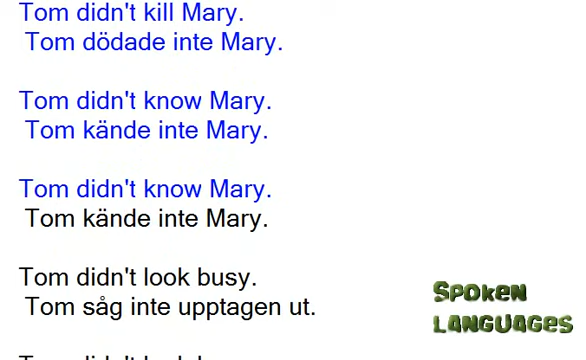 Tom didn't kill Mary.
Tom dödade inte Mary.
Tom didn't know Mary.
Tom kände inte Mary.
Tom didn't know Mary.
Tom kände inte Mary.
Tom didn't look busy.
Tom såg inte upptagen ut.
SPOKEN
LANGUAGES